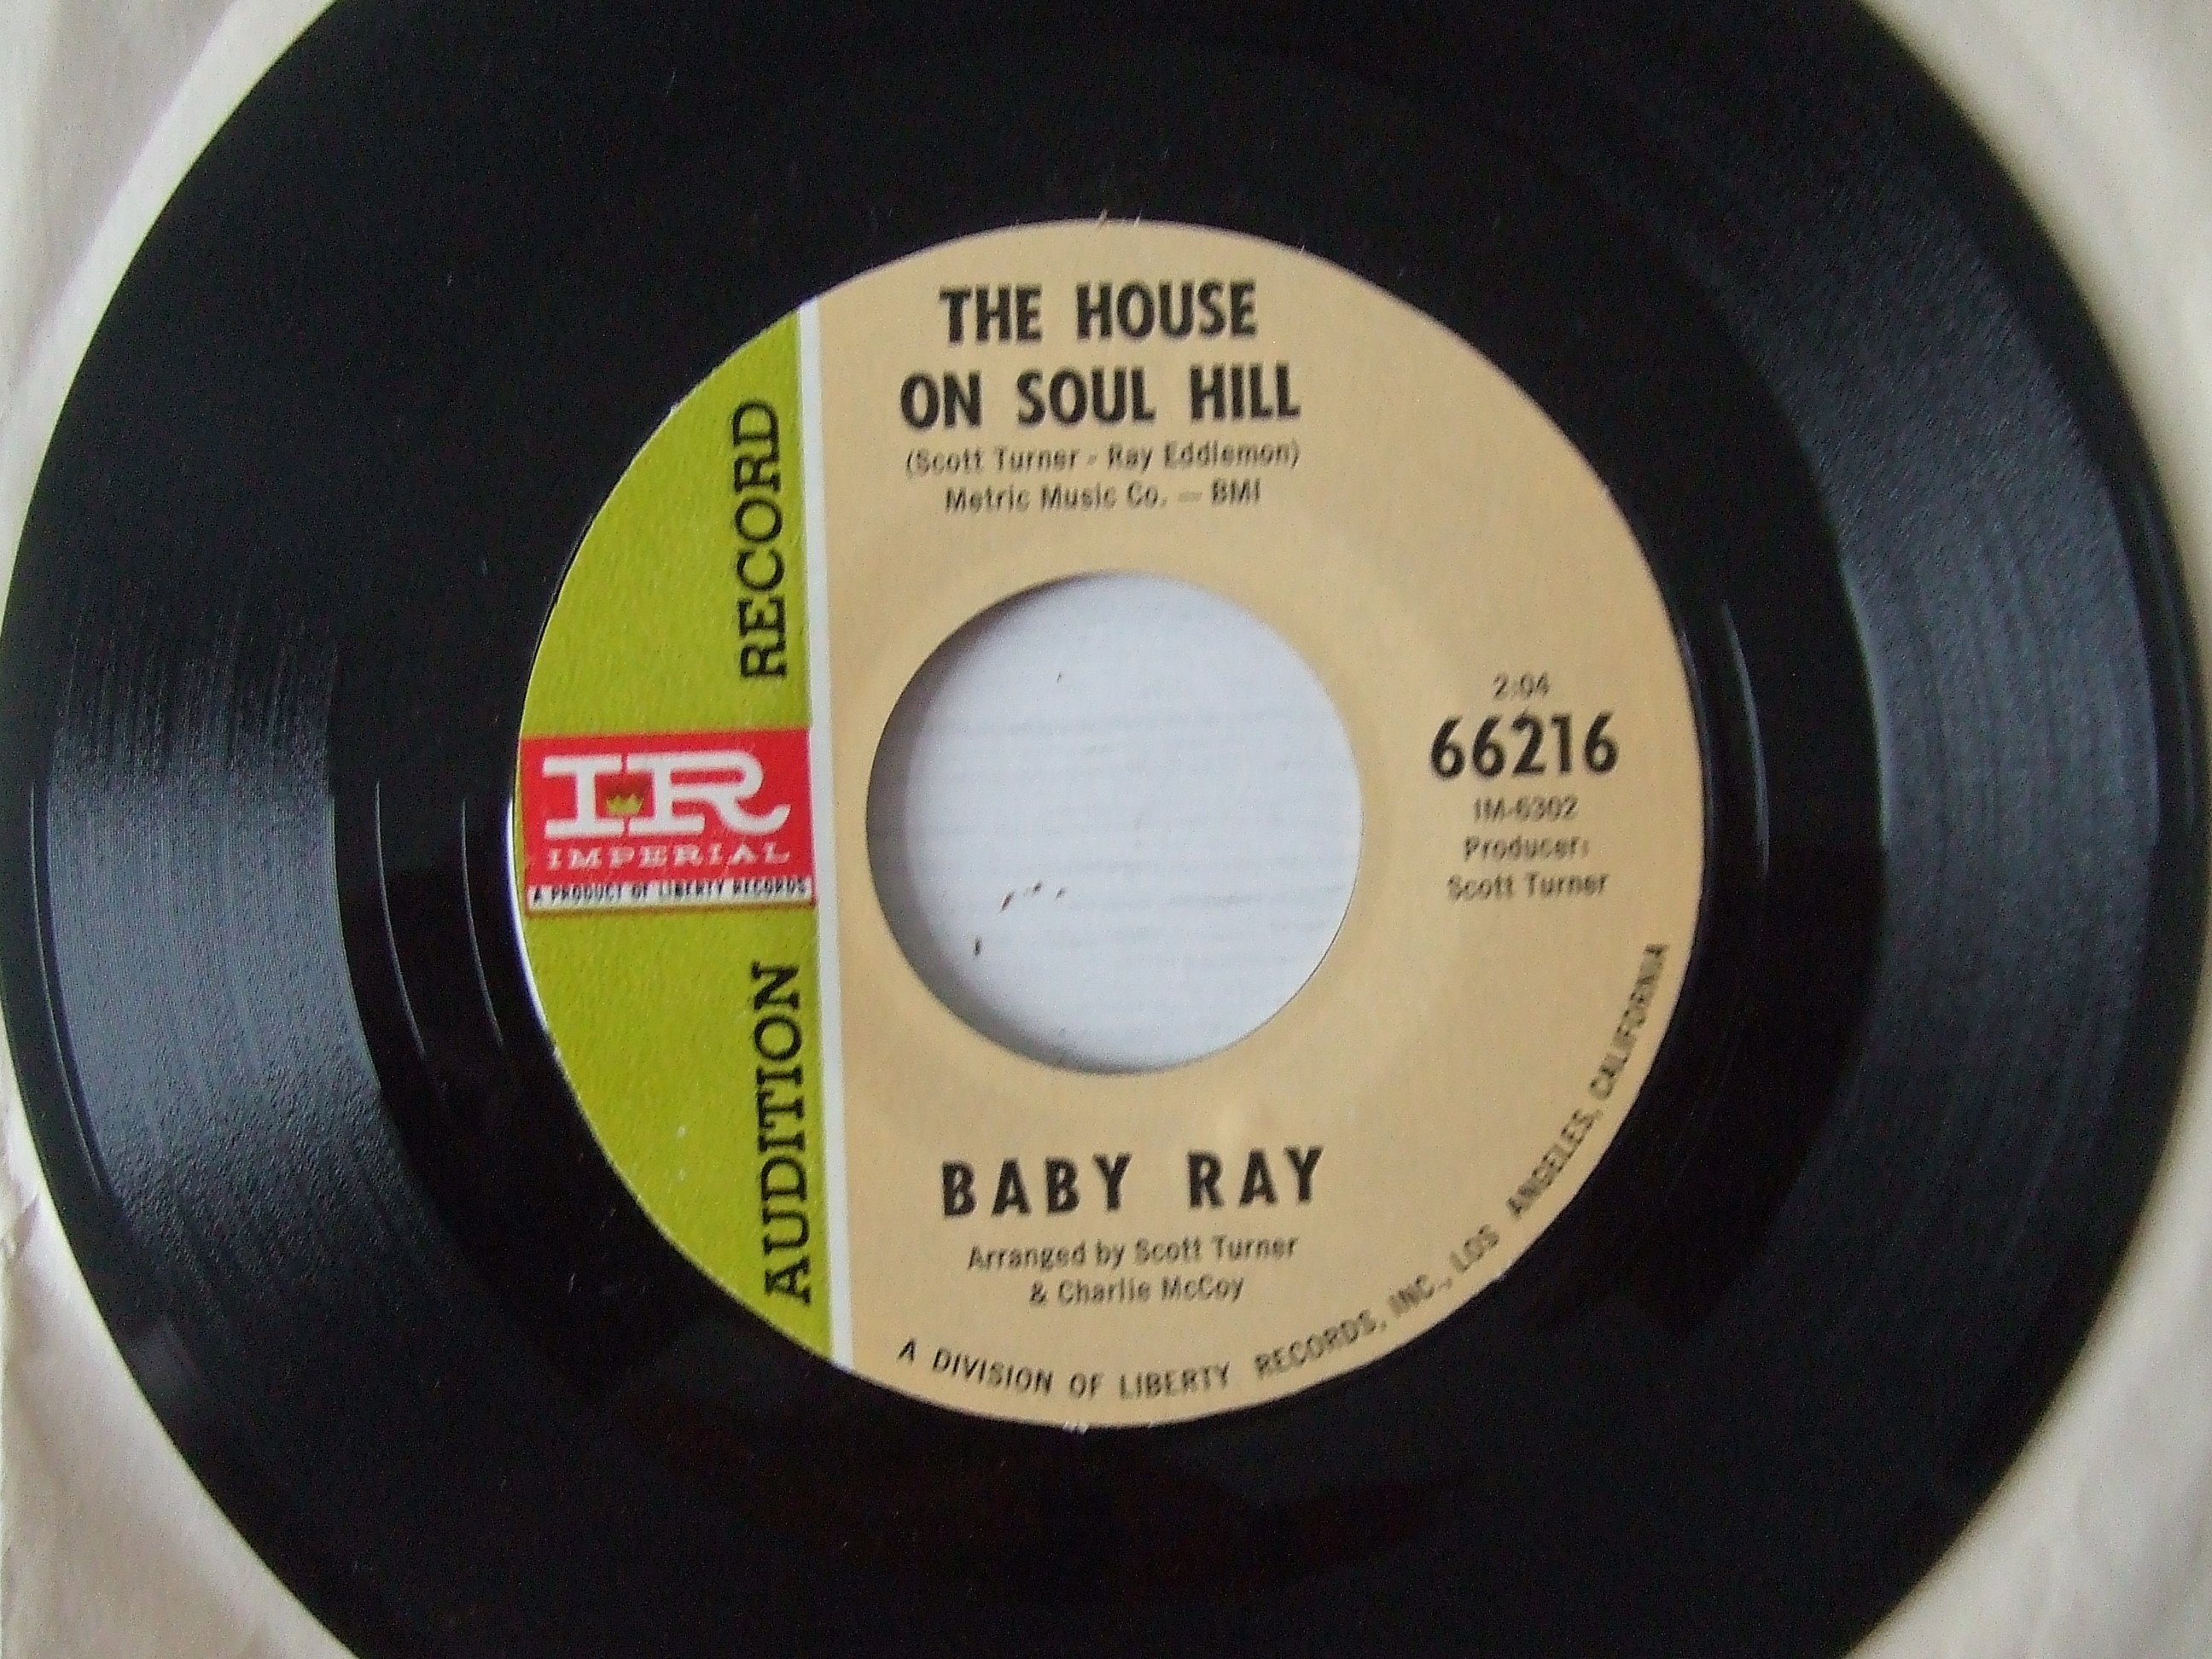 THE HOUSE
ON SOUL HILL
(Scott Turner - Ray Eddlemon)
Metric Music Co. — BMI
RECORD
IR
IMPERIAL
A PRODUCT OF LIBERTY RECORDS
AUDITION
2:04
66216
IM-6302
Producer:
Scott Turner
BABY RAY
Arranged by Scott Turner
& Charlie McCoy
A DIVISION OF LIBERTY RECORDS, INC., LOS ANGELES, CALIFORNIA